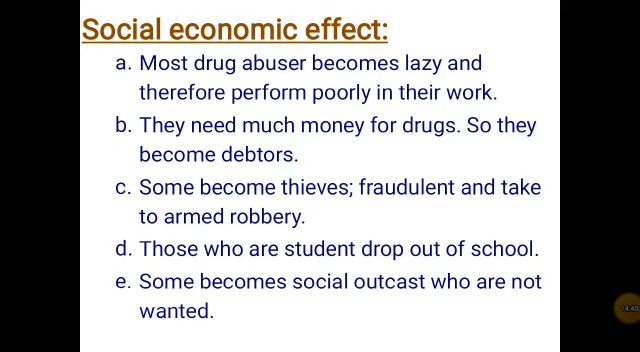 Social economic effect:
a. Most drug abuser becomes lazy and
therefore perform poorly in their work.
b. They need much money for drugs. So they
become debtors.
c. Some become thieves; fraudulent and take
to armed robbery.
d. Those who are student drop out of school.
e. Some becomes social outcast who are not
wanted.
14:40